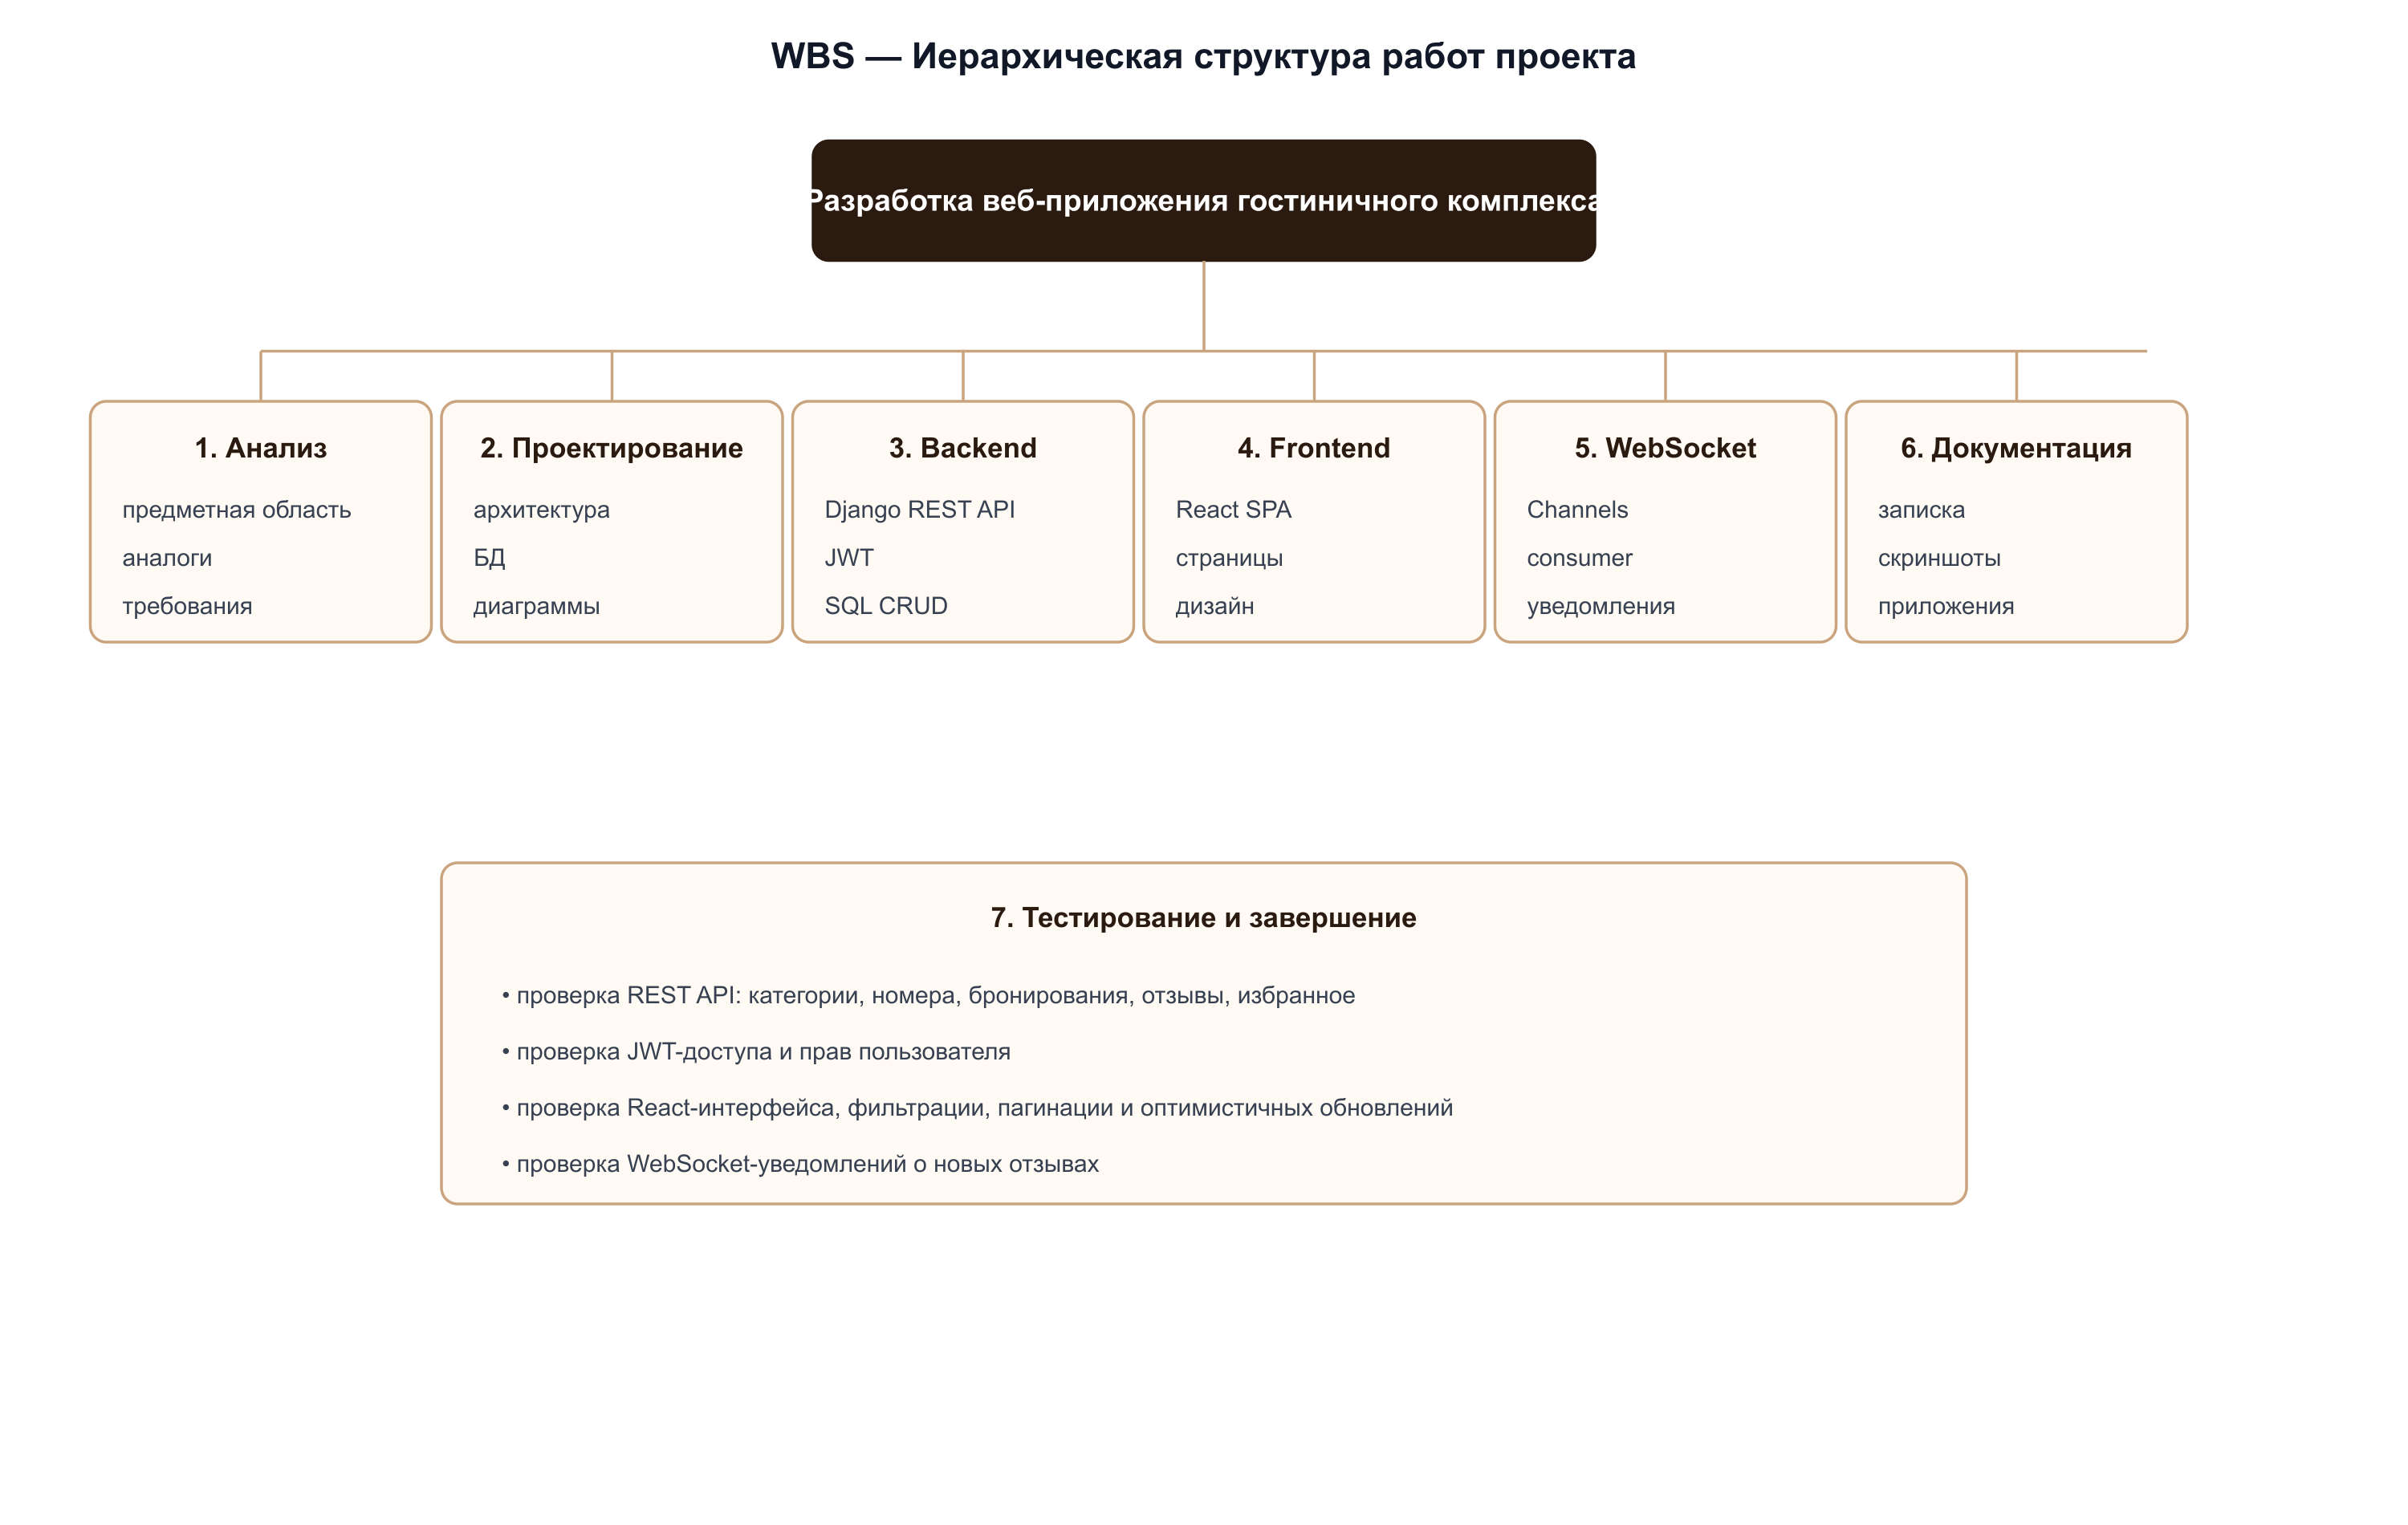 WBS — Иерархическая структура работ проекта
Разработка веб-приложения гостиничного комплекса
1. Анализ
предметная область
аналоги
требования
2. Проектирование
архитектура
БД
диаграммы
3. Backend
Django REST API
JWT
SQL CRUD
4. Frontend
React SPA
страницы
дизайн
5. WebSocket
Channels
consumer
уведомления
6. Документация
записка
скриншоты
приложения
7. Тестирование и завершение
• проверка REST API: категории, номера, бронирования, отзывы, избранное
• проверка JWT-доступа и прав пользователя
• проверка React-интерфейса, фильтрации, пагинации и оптимистичных обновлений
• проверка WebSocket-уведомлений о новых отзывах